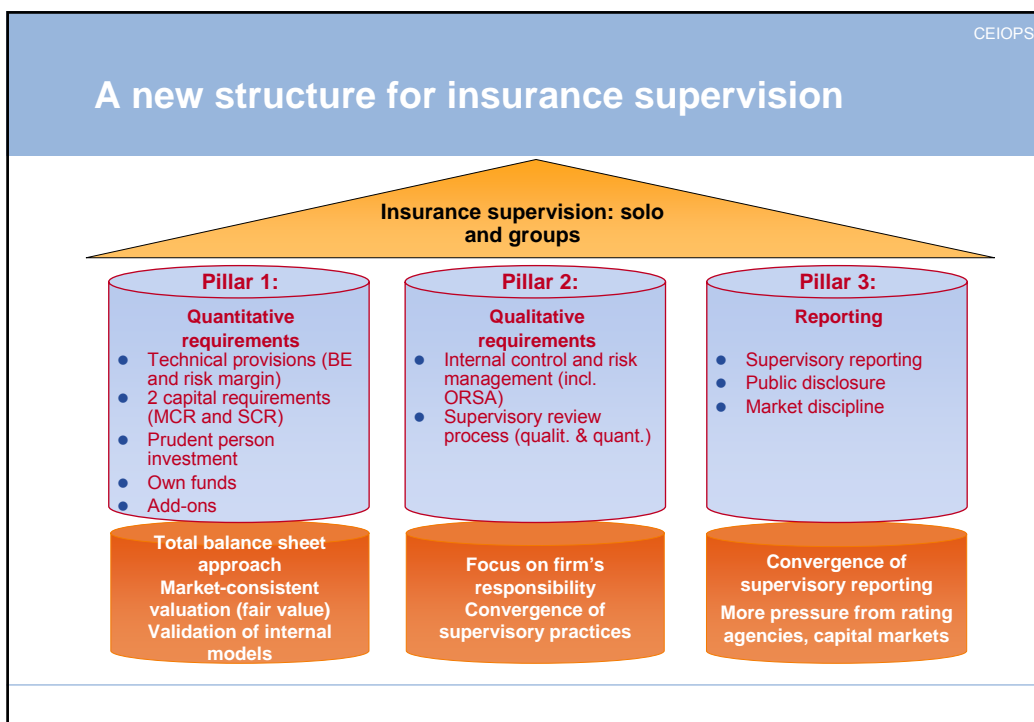 CEIOPS
A new structure for insurance supervision
Insurance supervision: solo
and groups
Pillar 1:
Quantitative
requirements
● Technical provisions (BE
and risk margin)
● 2 capital requirements
(MCR and SCR)
● Prudent person
investment
● Own funds
● Add-ons
Total balance sheet
approach
Market-consistent
valuation (fair value)
Validation of internal
models
Pillar 2:
Qualitative
requirements
● Internal control and risk
management (incl.
ORSA)
● Supervisory review
process (qualit. & quant.)
Focus on firm's
responsibility
Convergence of
supervisory practices
Pillar 3:
Reporting
● Supervisory reporting
● Public disclosure
● Market discipline
Convergence of
supervisory reporting
More pressure from rating
agencies, capital markets